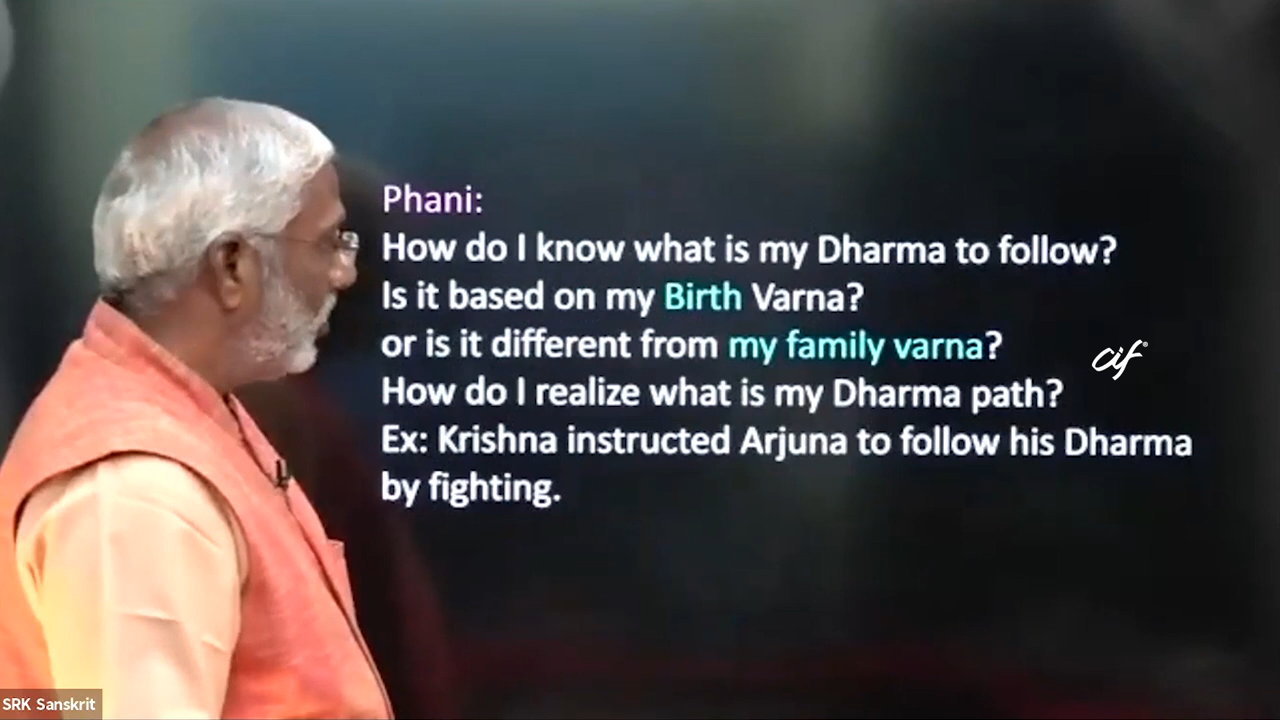 Phani:
How do I know what is my Dharma to follow?
Is it based on my Birth Varna?
or is it different from my family varna?
cif
How do I realize what is my Dharma path?
Ex: Krishna instructed Arjuna to follow his Dharma
by fighting.
SRK Sanskrit